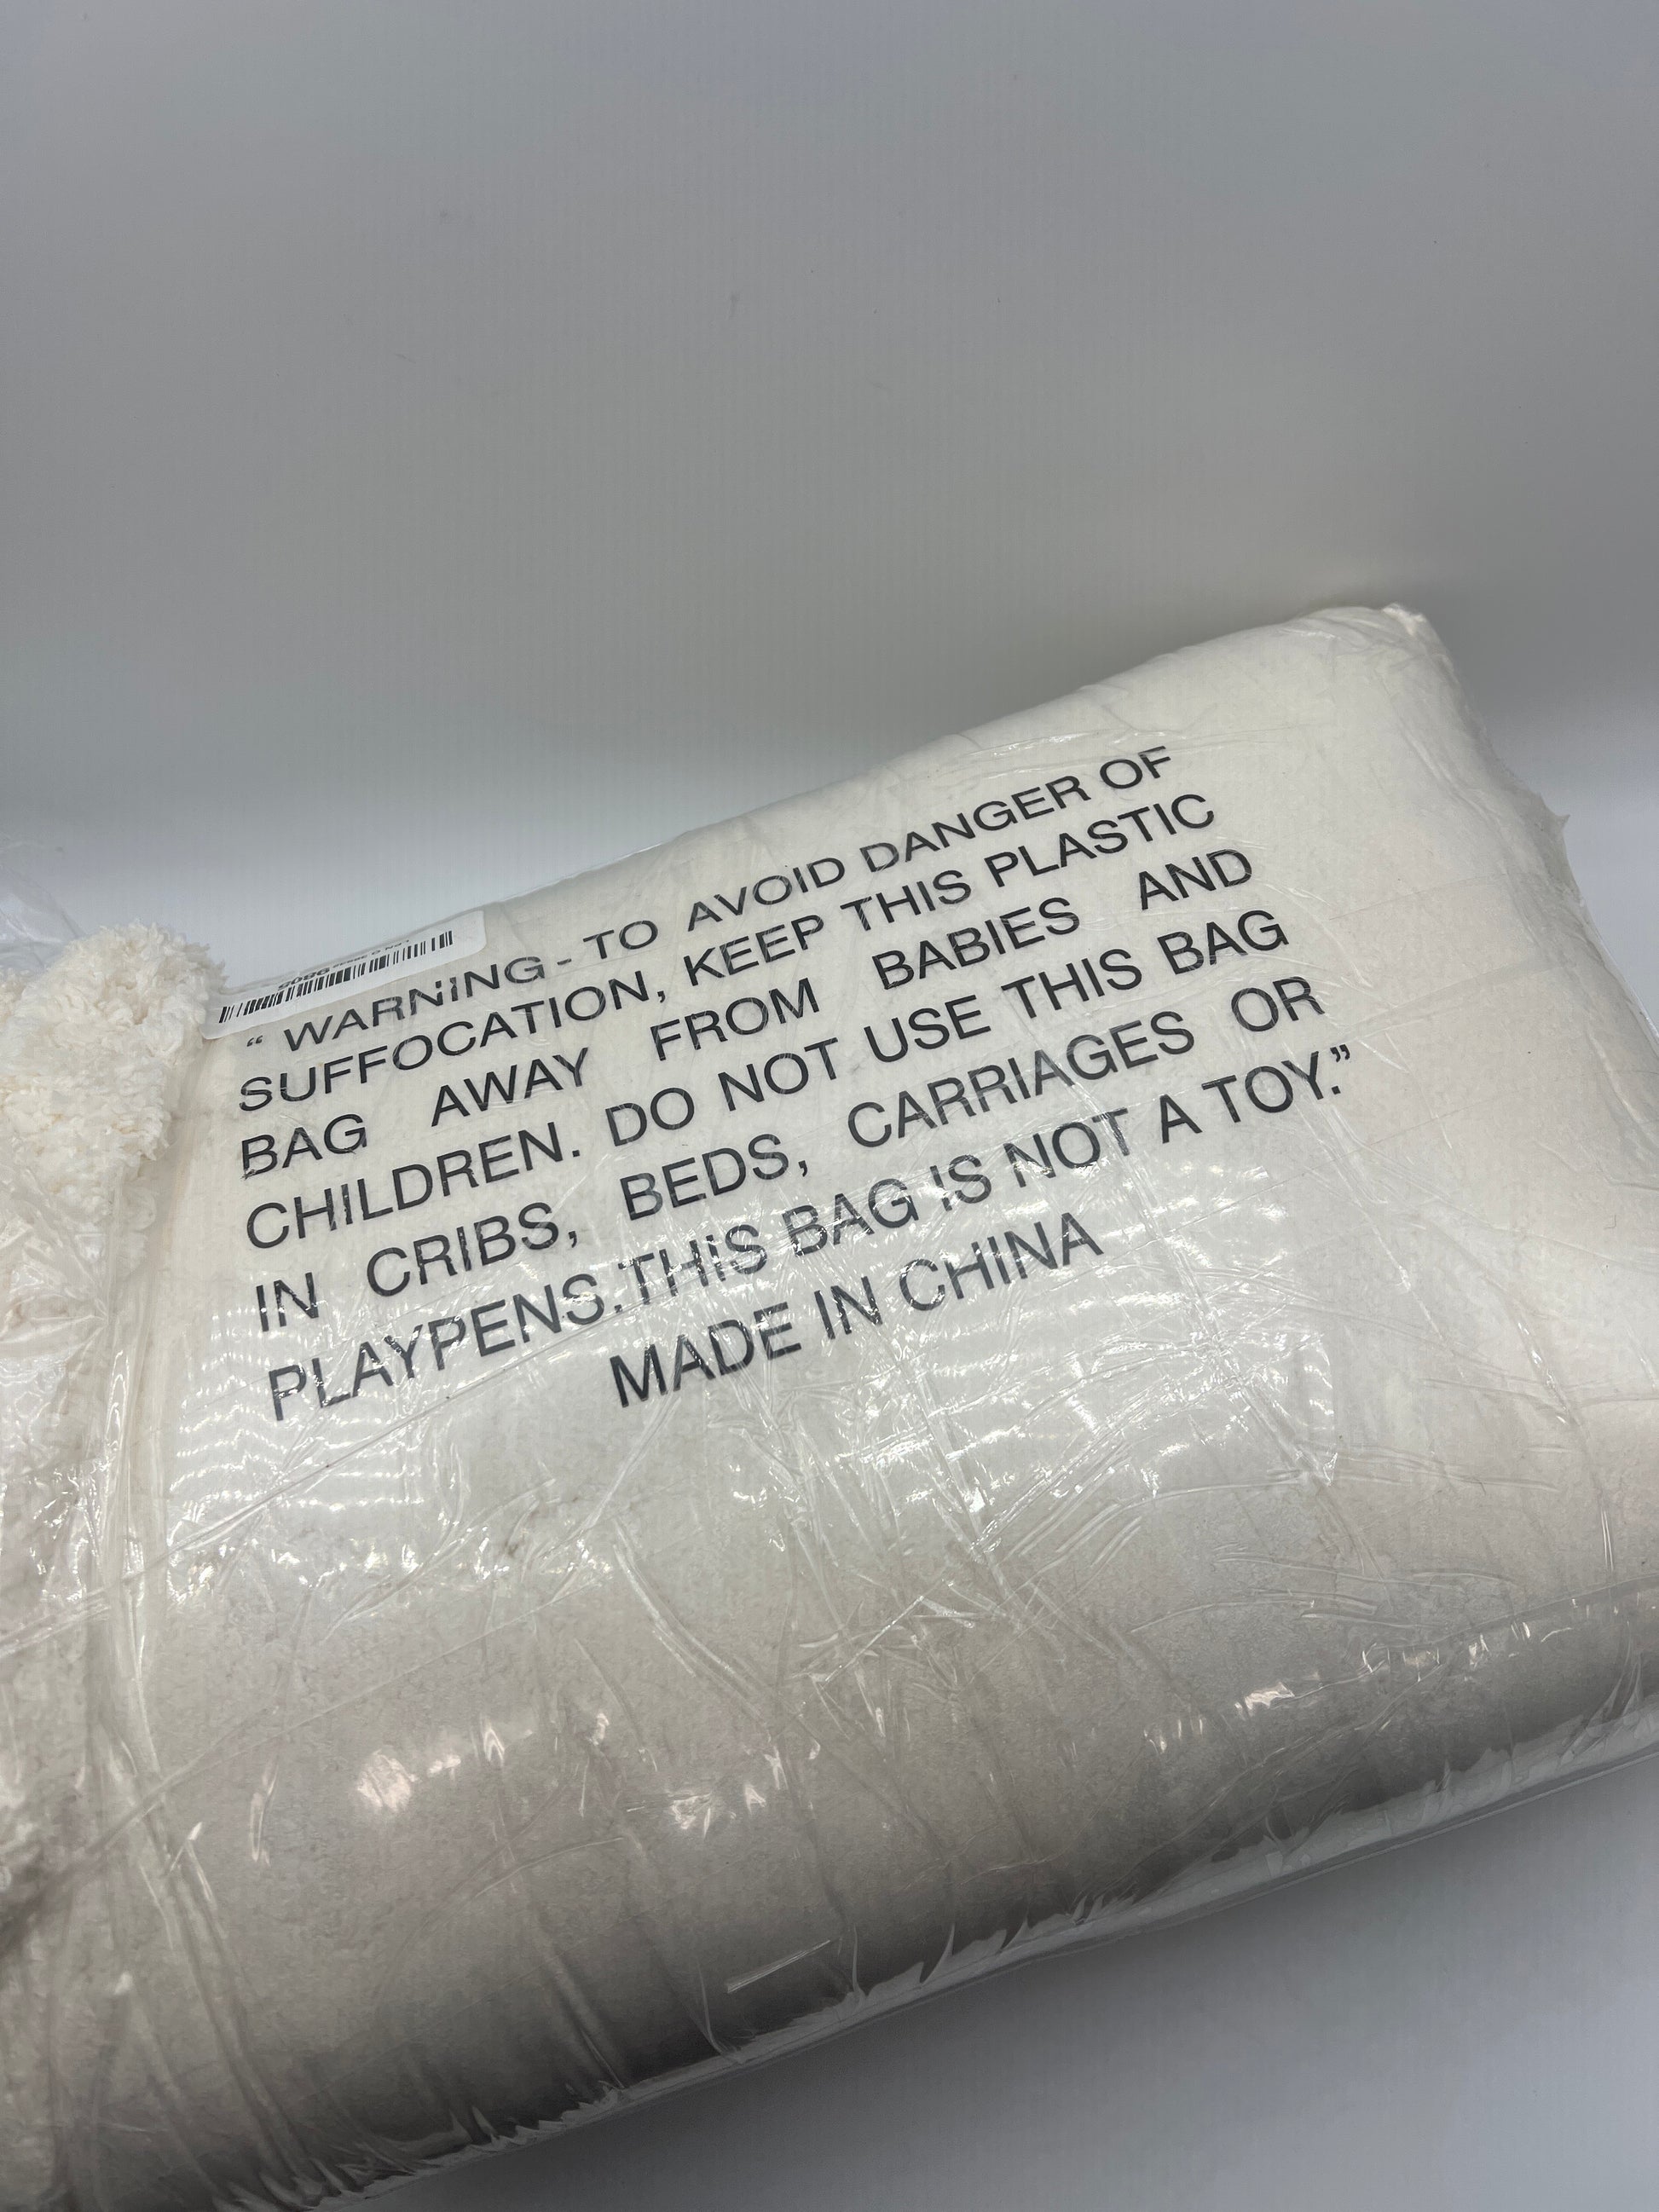 “ WARNING - TO AVOID DANGER OF
SUFFOCATION, KEEP THIS PLASTIC
BAG AWAY FROM BABIES AND
CHILDREN. DO NOT USE THIS BAG
IN CRIBS, BEDS, CARRIAGES OR
PLAYPENS.THIS BAG IS NOT A TOY.”
MADE IN CHINA